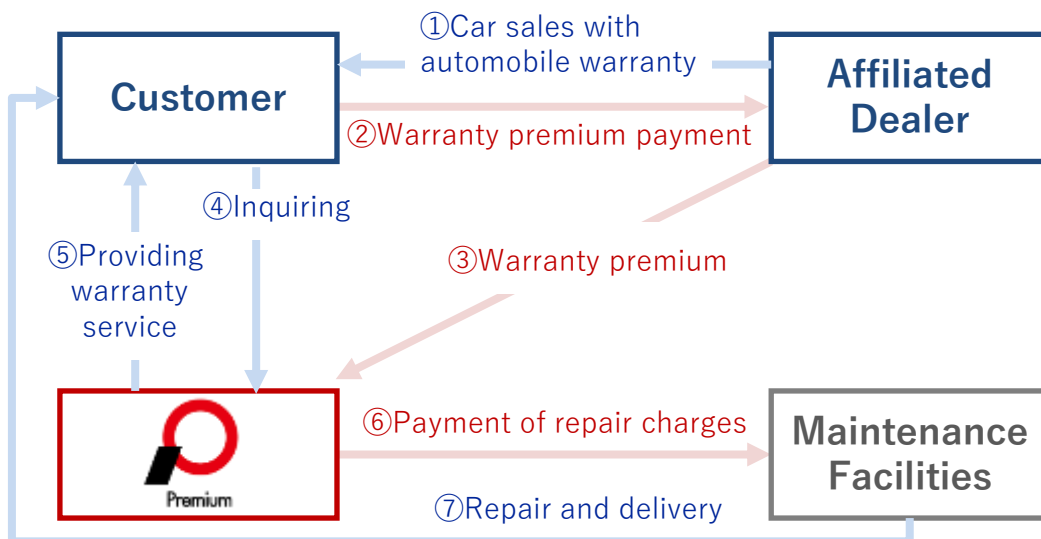 ①Car sales with
automobile warranty
Customer
Affiliated
Dealer
②Warranty premium payment
④Inquiring
⑤Providing
warranty
service
③Warranty premium
Premium
⑥Payment of repair charges
Maintenance
Facilities
⑦Repair and delivery